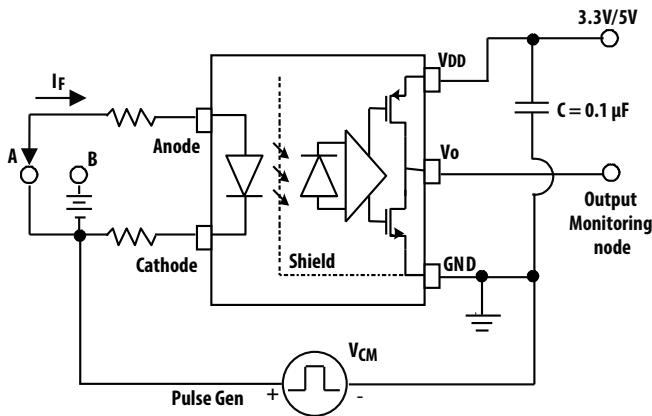 3.3V/5V
VDD
IF
C = 0.1 µF
A
B
Anode
Vo
Output
Monitoring
node
Shield
GND
Cathode
VCM
Pulse Gen
+
-